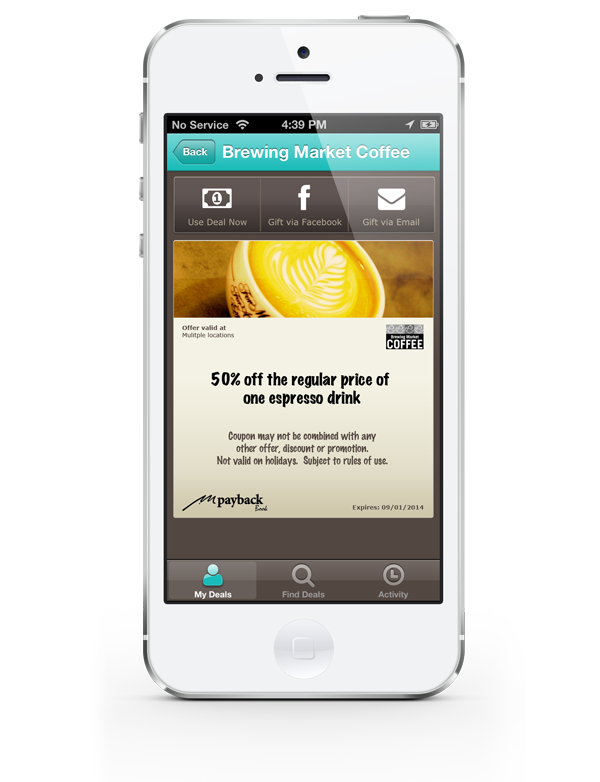 No Service 4:39 PM
Back Brewing Market Coffee
Use Deal Now Gift via Facebook Gift via Email
Offer valid at
Mulitple locations
Brewing Market
COFFEE
50% off the regular price of
one espresso drink
Coupon may not be combined with any
other offer, discount or promotion.
Not valid on holidays. Subject to rules of use.
payback
Book
Expires: 09/01/2014
My Deals Find Deals Activity